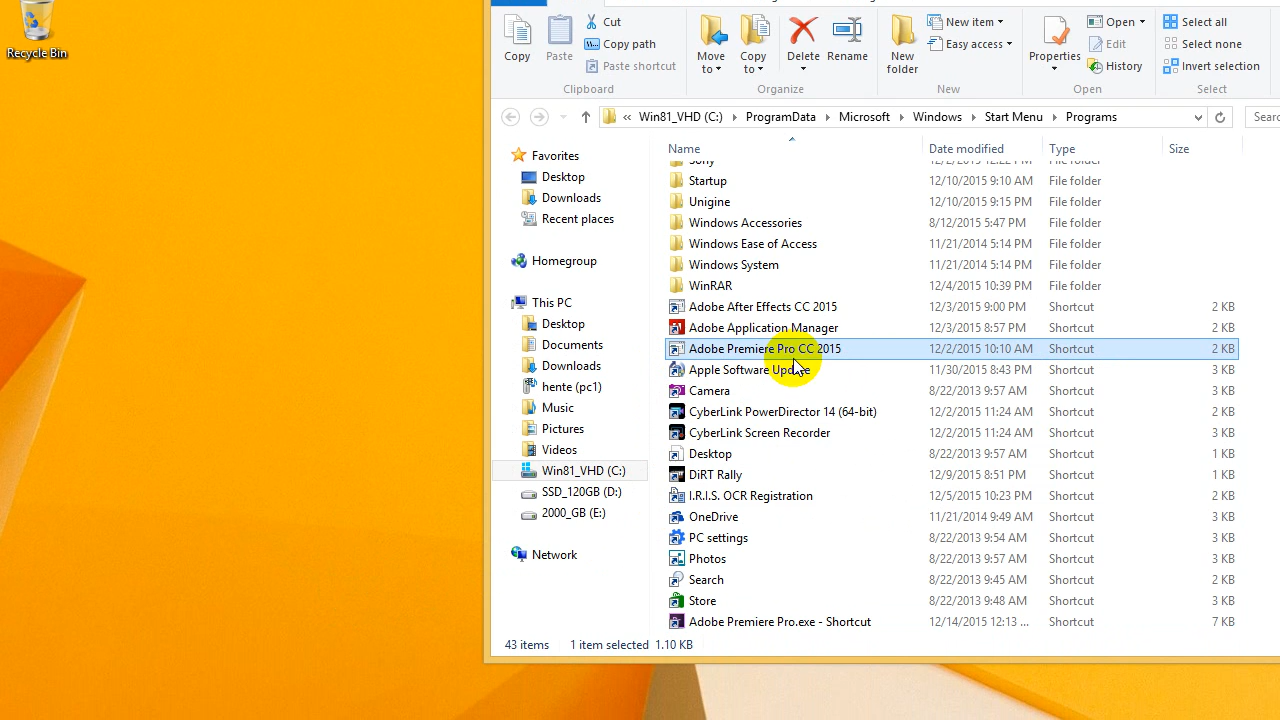 Recycle Bin
Copy
Paste
Cut
Copy path
Paste shortcut
Clipboard
Move to
Copy to
Delete
Rename
Organize
New folder
New item
Easy access
New
Properties
Open
Edit
History
Open
Select all
Select none
Invert selection
Select
« Win81_VHD (C:) Programdata Microsoft Windows Start Menu Programs
Name Date modified Type Size
Favorites
Desktop
Downloads
Recent places
Homegroup
This PC
Desktop
Documents
Downloads
hente (pc1)
Music
Pictures
Videos
Win81_VHD (C:)
SSD_120GB (D:)
2000_GB (E:)
Network
Sony 12/2/2015 12:22 PM File folder
Startup 12/10/2015 9:10 AM File folder
Unigine 12/10/2015 9:15 PM File folder
Windows Accessories 8/12/2015 5:47 PM File folder
Windows Ease of Access 11/21/2014 5:14 PM File folder
Windows System 11/21/2014 5:14 PM File folder
WinRAR 12/4/2015 10:39 PM File folder
Adobe After Effects CC 2015 12/3/2015 9:00 PM Shortcut 2 KB
Adobe Application Manager 12/3/2015 8:57 PM Shortcut 2 KB
Adobe Premiere Pro CC 2015 12/2/2015 10:10 AM Shortcut 2 KB
Apple Software Update 11/30/2015 8:43 PM Shortcut 3 KB
Camera 8/22/2013 9:57 AM Shortcut 3 KB
CyberLink PowerDirector 14 (64-bit) 12/2/2015 11:24 AM Shortcut 2 KB
CyberLink Screen Recorder 12/2/2015 11:24 AM Shortcut 3 KB
Desktop 8/22/2013 9:57 AM Shortcut 1 KB
DiRT Rally 12/9/2015 8:51 PM Shortcut 1 KB
I.R.I.S. OCR Registration 12/5/2015 10:23 PM Shortcut 2 KB
OneDrive 11/21/2014 9:49 AM Shortcut 3 KB
PC settings 8/22/2013 9:54 AM Shortcut 3 KB
Photos 8/22/2013 9:57 AM Shortcut 3 KB
Search 8/22/2013 9:45 AM Shortcut 2 KB
Store 8/22/2013 9:48 AM Shortcut 3 KB
Adobe Premiere Pro.exe - Shortcut 12/14/2015 12:13 ... Shortcut 7 KB
43 items 1 item selected 1.10 KB